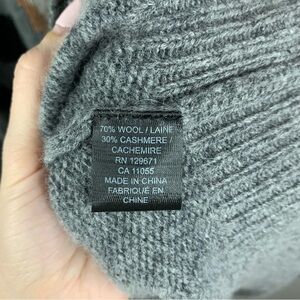 70% WOOL / LAINE
30% CASHMERE /
CACHEMIRE
RN 129671
CA 11055
MADE IN CHINA
FABRIQUÉ EN
CHINE